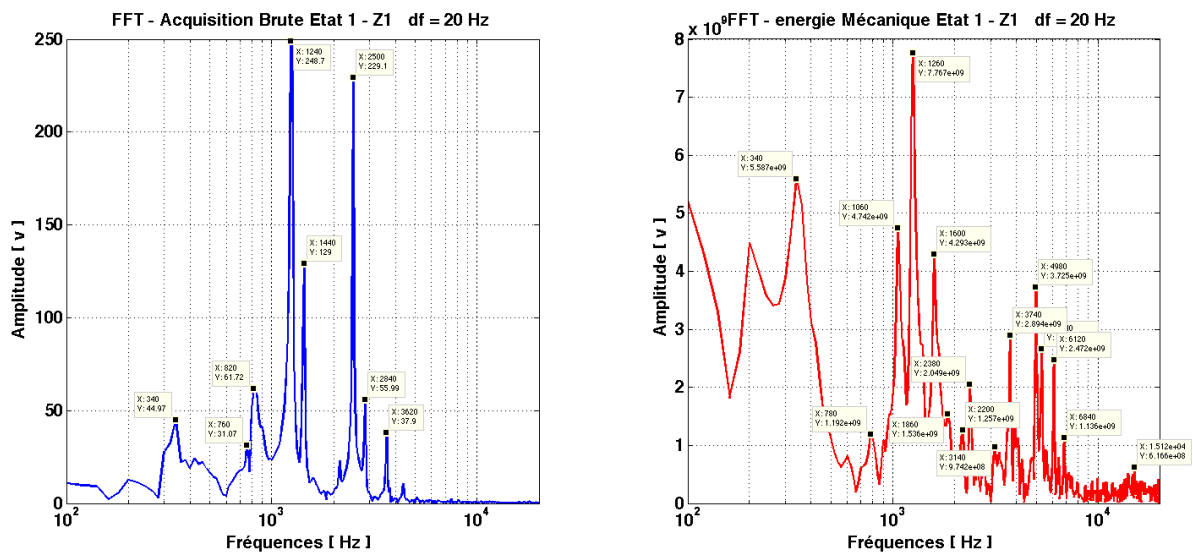 FFT - Acquisition Brute Etat 1 - Z1 df = 20 Hz
250
200
150
100
50
0
Amplitude [ v ]
X: 1240
Y: 248.7
X: 2500
Y: 229.1
X: 1440
Y: 129
X: 820
Y: 61.72
X: 340
Y: 44.97
X: 760
Y: 31.07
X: 2840
Y: 55.99
X: 3620
Y: 37.9
10^2
10^3
10^4
Fréquences [ Hz ]
x 10^9
FFT - energie Mécanique Etat 1 - Z1 df = 20 Hz
8
7
6
5
4
3
2
1
0
Amplitude [ v ]
X: 1260
Y: 7.767e+09
X: 340
Y: 5.587e+09
X: 1060
Y: 4.742e+09
X: 1600
Y: 4.293e+09
X: 4980
Y: 3.725e+09
X: 3740
Y: 2.894e+09
X: 6120
Y: 2.472e+09
X: 2380
Y: 2.049e+09
X: 780
Y: 1.192e+09
X: 1860
Y: 1.536e+09
X: 2200
Y: 1.257e+09
X: 3140
Y: 9.742e+08
X: 6840
Y: 1.136e+09
X: 1.512e+04
Y: 6.166e+08
10^2
10^3
10^4
Fréquences [ Hz ]